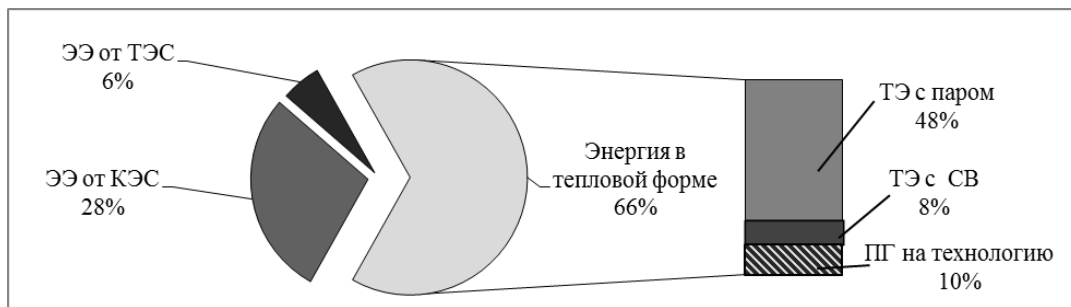 ЭЭ от ТЭС
6%
ЭЭ от КЭС
28%
Энергия в
тепловой форме
66%
ТЭ с паром
48%
ТЭ с СВ
8%
ПГ на технологию
10%